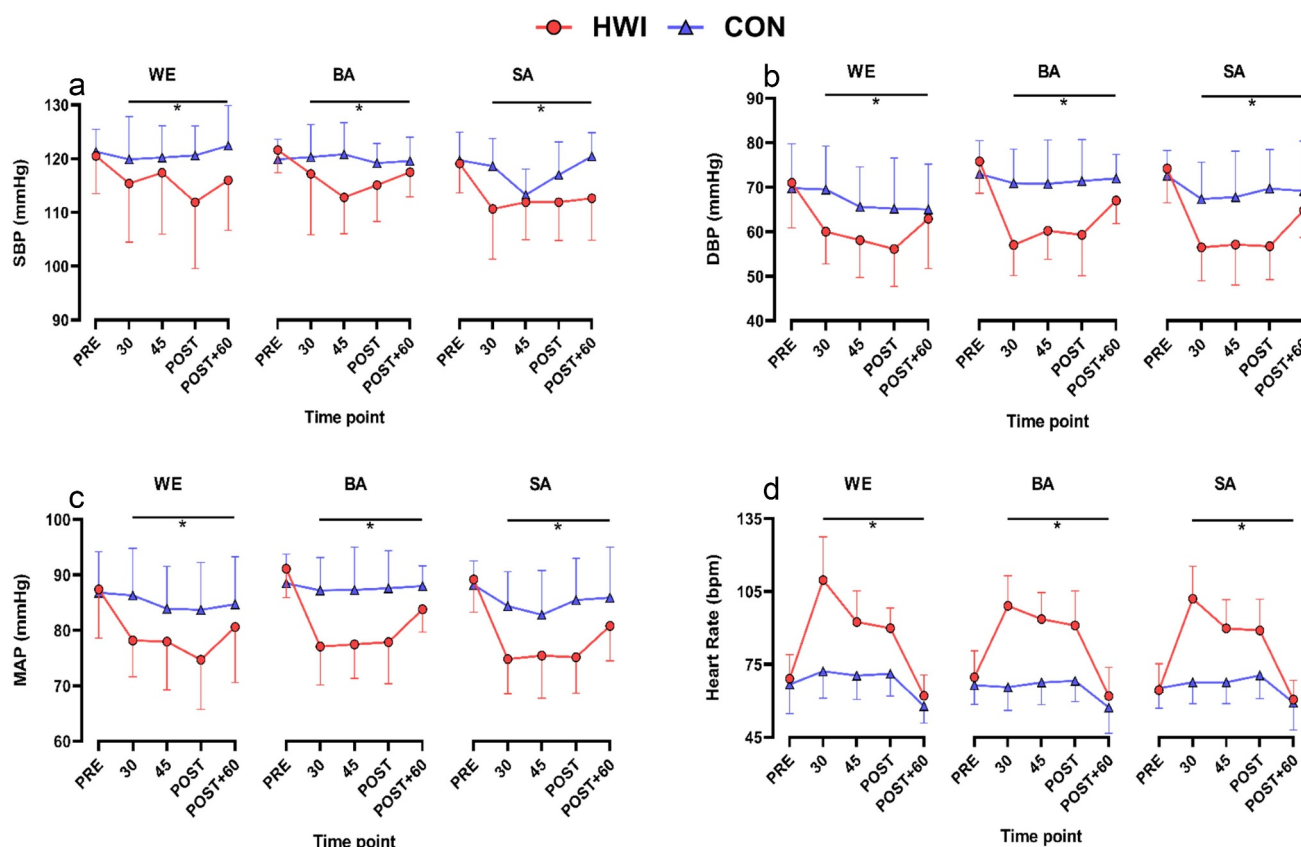 HWI CON
a
WE BA SA
* * *
SBP (mmHg)
130
120
110
100
90
PRE 30 45 POST POST+60 PRE 30 45 POST POST+60 PRE 30 45 POST POST+60
Time point
b
WE BA SA
* * *
DBP (mmHg)
90
80
70
60
50
40
PRE 30 45 POST POST+60 PRE 30 45 POST POST+60 PRE 30 45 POST POST+60
Time point
c
WE BA SA
* * *
MAP (mmHg)
100
90
80
70
60
PRE 30 45 POST POST+60 PRE 30 45 POST POST+60 PRE 30 45 POST POST+60
Time point
d
WE BA SA
* * *
Heart Rate (bpm)
135
105
75
45
PRE 30 45 POST POST+60 PRE 30 45 POST POST+60 PRE 30 45 POST POST+60
Time point